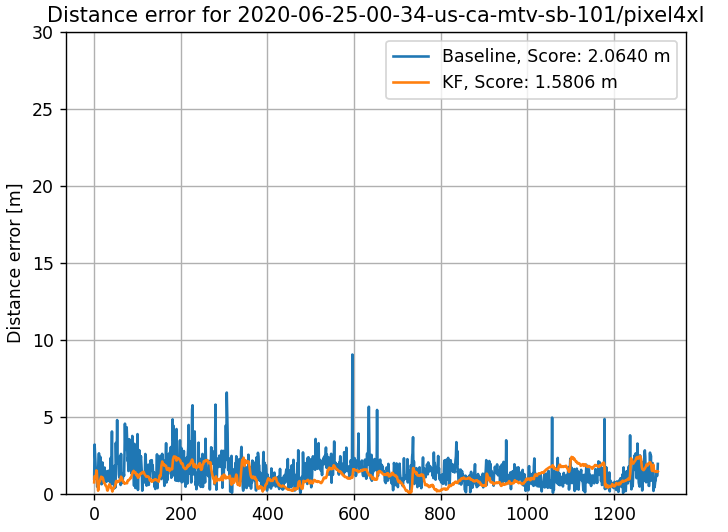 Distance error for 2020-06-25-00-34-us-ca-mtv-sb-101/pixel4xl
Baseline, Score: 2.0640 m
KF, Score: 1.5806 m
Distance error [m]
30
25
20
15
10
5
0
0 200 400 600 800 1000 1200